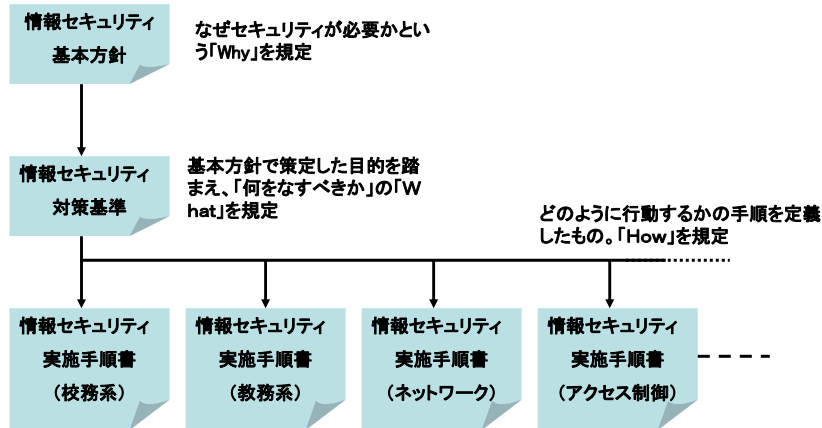 情報セキュリティ
基本方針
なぜセキュリティが必要かとい
う「Why」を規定
情報セキュリティ
対策基準
基本方針で策定した目的を踏
まえ、「何をなすべきか」の「W
hat」を規定
どのように行動するかの手順を定義
したもの。「How」を規定
情報セキュリティ
実施手順書
（校務系）
情報セキュリティ
実施手順書
（教務系）
情報セキュリティ
実施手順書
（ネットワーク）
情報セキュリティ
実施手順書
（アクセス制御）